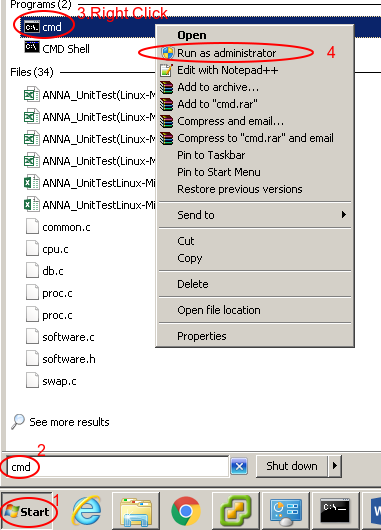 Programs (2)
3.Right Click
cmd
CMD Shell
Files (34)
ANNA_UnitTest(Linux-M
ANNA_UnitTest(Linux-M
ANNA_UnitTest(Linux-M
ANNA_UnitTest(Linux-M
ANNA_UnitTestLinux-Mi
ANNA_UnitTestLinux-Mi
common.c
cpu.c
db.c
proc.c
proc.c
software.c
software.h
swap.c
Open
Run as administrator
4
Edit with Notepad++
Add to archive...
Add to "cmd.rar"
Compress and email...
Compress to "cmd.rar" and email
Pin to Taskbar
Pin to Start Menu
Restore previous versions
Send to
Cut
Copy
Delete
Open file location
Properties
See more results
2
cmd
Shut down
1
Start